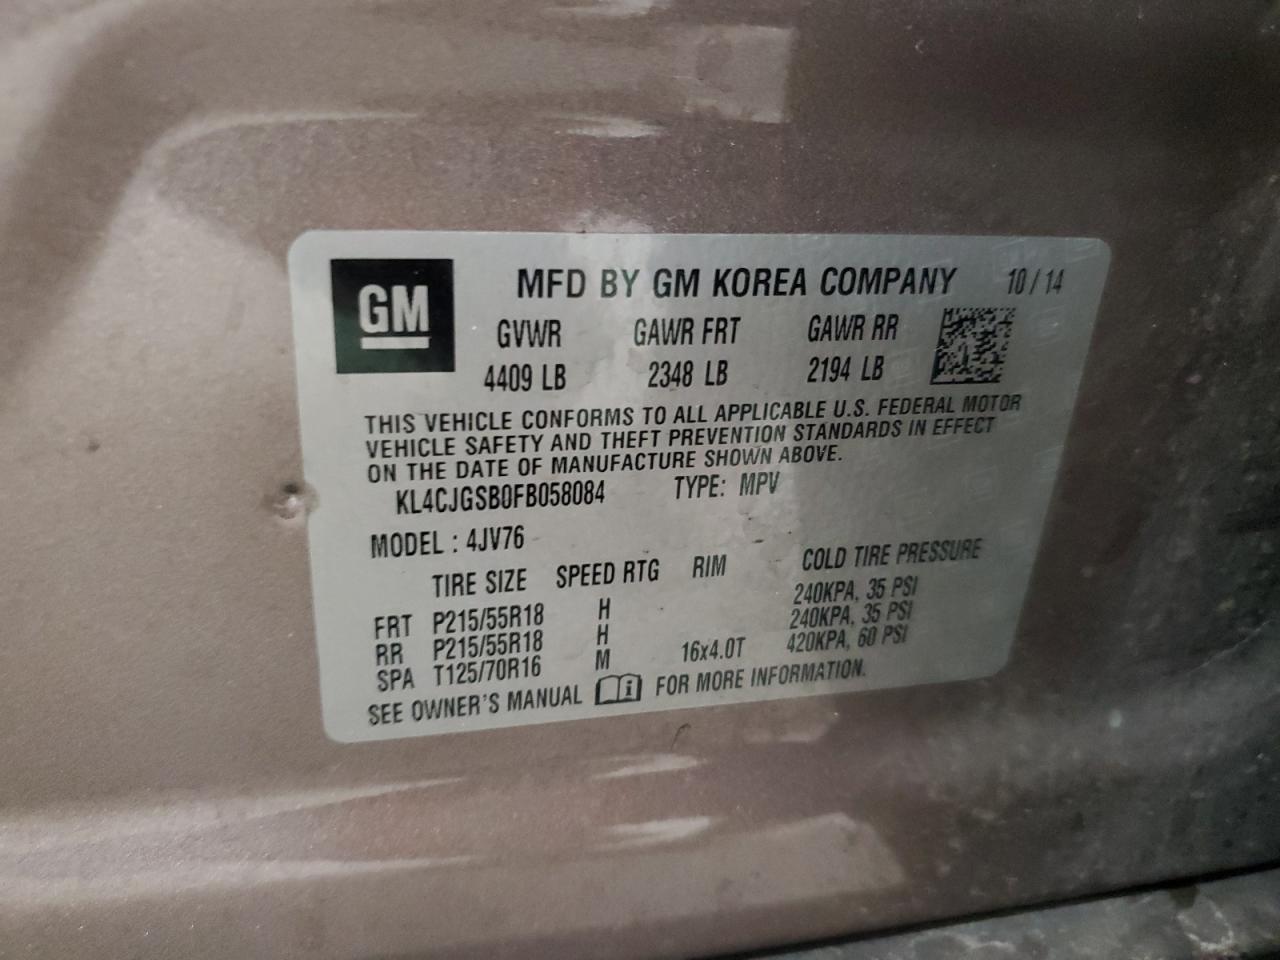 GM
MFD BY GM KOREA COMPANY 10/14
GVWR GAWR FRT GAWR RR
4409 LB 2348 LB 2194 LB
THIS VEHICLE CONFORMS TO ALL APPLICABLE U.S. FEDERAL MOTOR
VEHICLE SAFETY AND THEFT PREVENTION STANDARDS IN EFFECT
ON THE DATE OF MANUFACTURE SHOWN ABOVE.
KL4CJGSB0FB058084 TYPE: MPV
MODEL : 4JV76
TIRE SIZE SPEED RTG RIM COLD TIRE PRESSURE
FRT P215/55R18 H 240KPA, 35 PSI
RR P215/55R18 H 240KPA, 35 PSI
SPA T125/70R16 M 16x4.0T 420KPA, 60 PSI
SEE OWNER'S MANUAL FOR MORE INFORMATION.